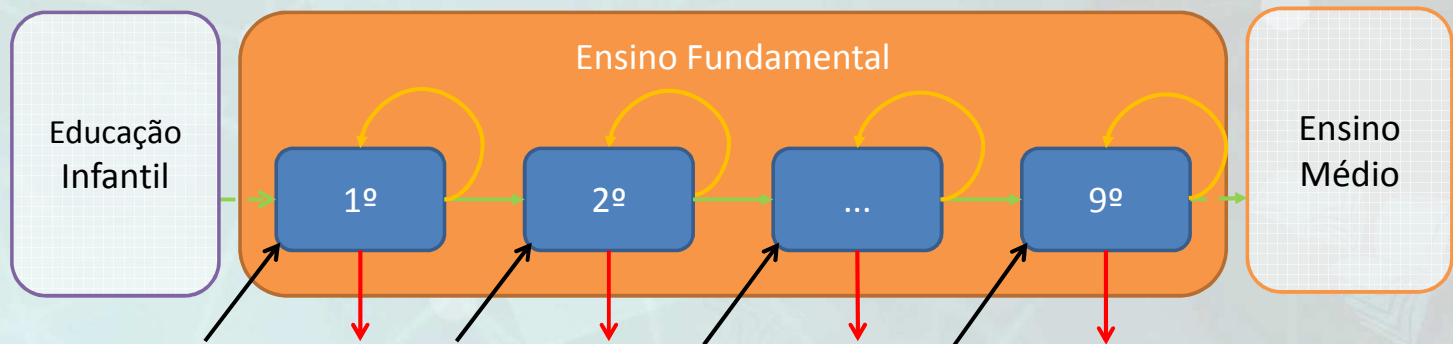 Ensino Fundamental
Educação
Infantil
1º
2º
...
9º
Ensino
Médio